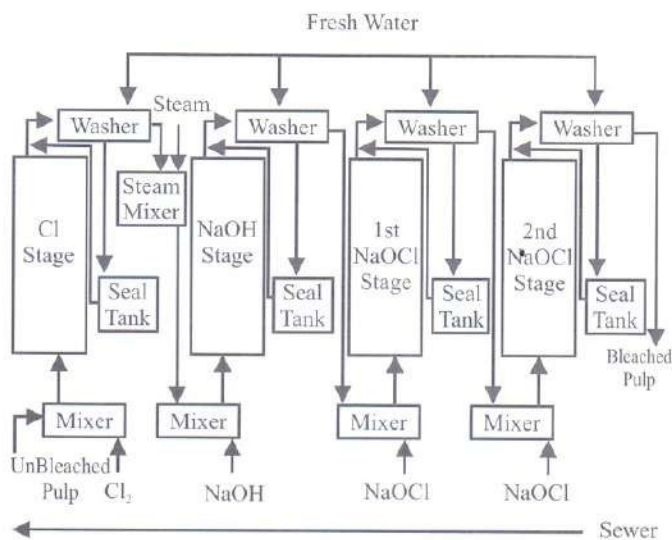 Fresh Water
Steam
Washer
Washer
Washer
Washer
Steam
Mixer
Cl
Stage
NaOH
Stage
1st
NaOCl
Stage
2nd
NaOCl
Stage
Seal
Tank
Seal
Tank
Seal
Tank
Seal
Tank
Bleached
Pulp
Mixer
Mixer
Mixer
Mixer
UnBleached
Pulp
Cl₂
NaOH
NaOCl
NaOCl
Sewer